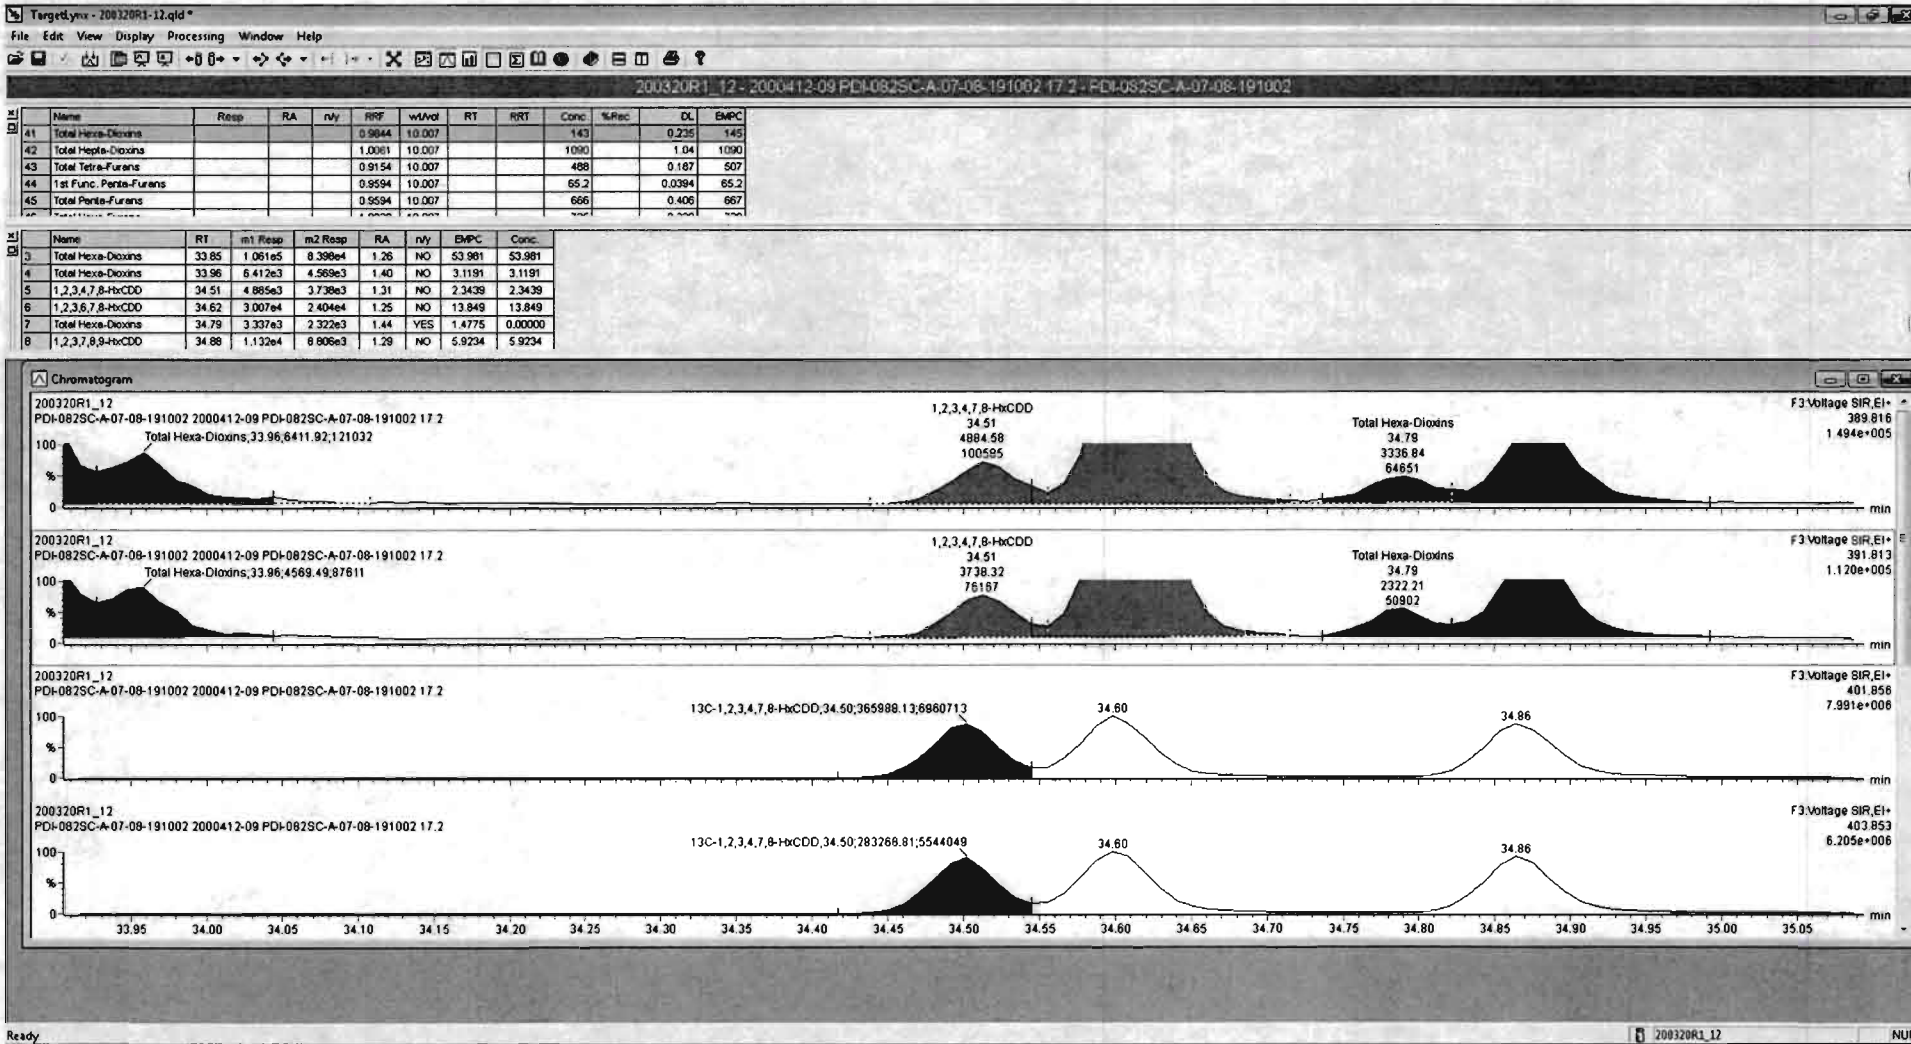 TargetLynx - 200320R1-12.qld *
File Edit View Display Processing Window Help
200320R1_12 - 2000412-09 PDI-082SC-A-07-08-191002 17.2 - PDI-082SC-A-07-08-191002
Name Resp RA n/y RRF wt/vol RT RRT Conc. %Rec DL EMPC
41 Total Hexa-Dioxins 0.9844 10.007 143 0.235 145
42 Total Hepta-Dioxins 1.0061 10.007 1090 1.04 1090
43 Total Tetra-Furans 0.9154 10.007 488 0.187 507
44 1st Func. Penta-Furans 0.9594 10.007 65.2 0.0394 65.2
45 Total Penta-Furans 0.9594 10.007 666 0.406 667
Name RT m1 Resp m2 Resp RA n/y EMPC Conc.
3 Total Hexa-Dioxins 33.85 1.061e5 8.398e4 1.26 NO 53.981 53.981
4 Total Hexa-Dioxins 33.96 6.412e3 4.569e3 1.40 NO 3.1191 3.1191
5 1,2,3,4,7,8-HxCDD 34.51 4.885e3 3.738e3 1.31 NO 2.3439 2.3439
6 1,2,3,6,7,8-HxCDD 34.62 3.007e4 2.404e4 1.25 NO 13.849 13.849
7 Total Hexa-Dioxins 34.79 3.337e3 2.322e3 1.44 YES 1.4775 0.00000
8 1,2,3,7,8,9-HxCDD 34.88 1.132e4 8.806e3 1.29 NO 5.9234 5.9234
Chromatogram
200320R1_12
PDI-082SC-A-07-08-191002 2000412-09 PDI-082SC-A-07-08-191002 17.2
F3:Voltage SIR,EI+
389.816
1.494e+005
Total Hexa-Dioxins;33.96;6411.92;121032
1,2,3,4,7,8-HxCDD
34.51
4884.58
100595
Total Hexa-Dioxins
34.79
3336.84
64651
100
%
0
min
200320R1_12
PDI-082SC-A-07-08-191002 2000412-09 PDI-082SC-A-07-08-191002 17.2
F3:Voltage SIR,EI+
391.813
1.120e+005
Total Hexa-Dioxins;33.96;4569.49;87611
1,2,3,4,7,8-HxCDD
34.51
3738.32
76167
Total Hexa-Dioxins
34.79
2322.21
50902
100
%
0
min
200320R1_12
PDI-082SC-A-07-08-191002 2000412-09 PDI-082SC-A-07-08-191002 17.2
F3:Voltage SIR,EI+
401.856
7.991e+006
13C-1,2,3,4,7,8-HxCDD;34.50;365988.13;6960713
34.60
34.86
100
%
0
min
200320R1_12
PDI-082SC-A-07-08-191002 2000412-09 PDI-082SC-A-07-08-191002 17.2
F3:Voltage SIR,EI+
403.853
6.205e+006
13C-1,2,3,4,7,8-HxCDD;34.50;283268.81;5544049
34.60
34.86
100
%
0
min
33.95 34.00 34.05 34.10 34.15 34.20 34.25 34.30 34.35 34.40 34.45 34.50 34.55 34.60 34.65 34.70 34.75 34.80 34.85 34.90 34.95 35.00 35.05
Ready 200320R1_12 NUM